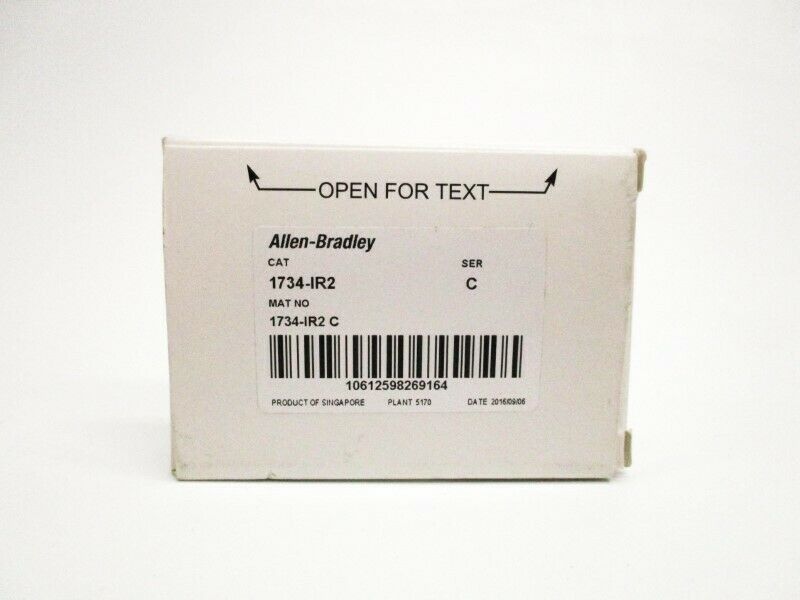 OPEN FOR TEXT
Allen-Bradley
CAT SER
1734-IR2 C
MAT NO
1734-IR2 C
10612598269164
PRODUCT OF SINGAPORE PLANT 5170 DATE 2016/09/06